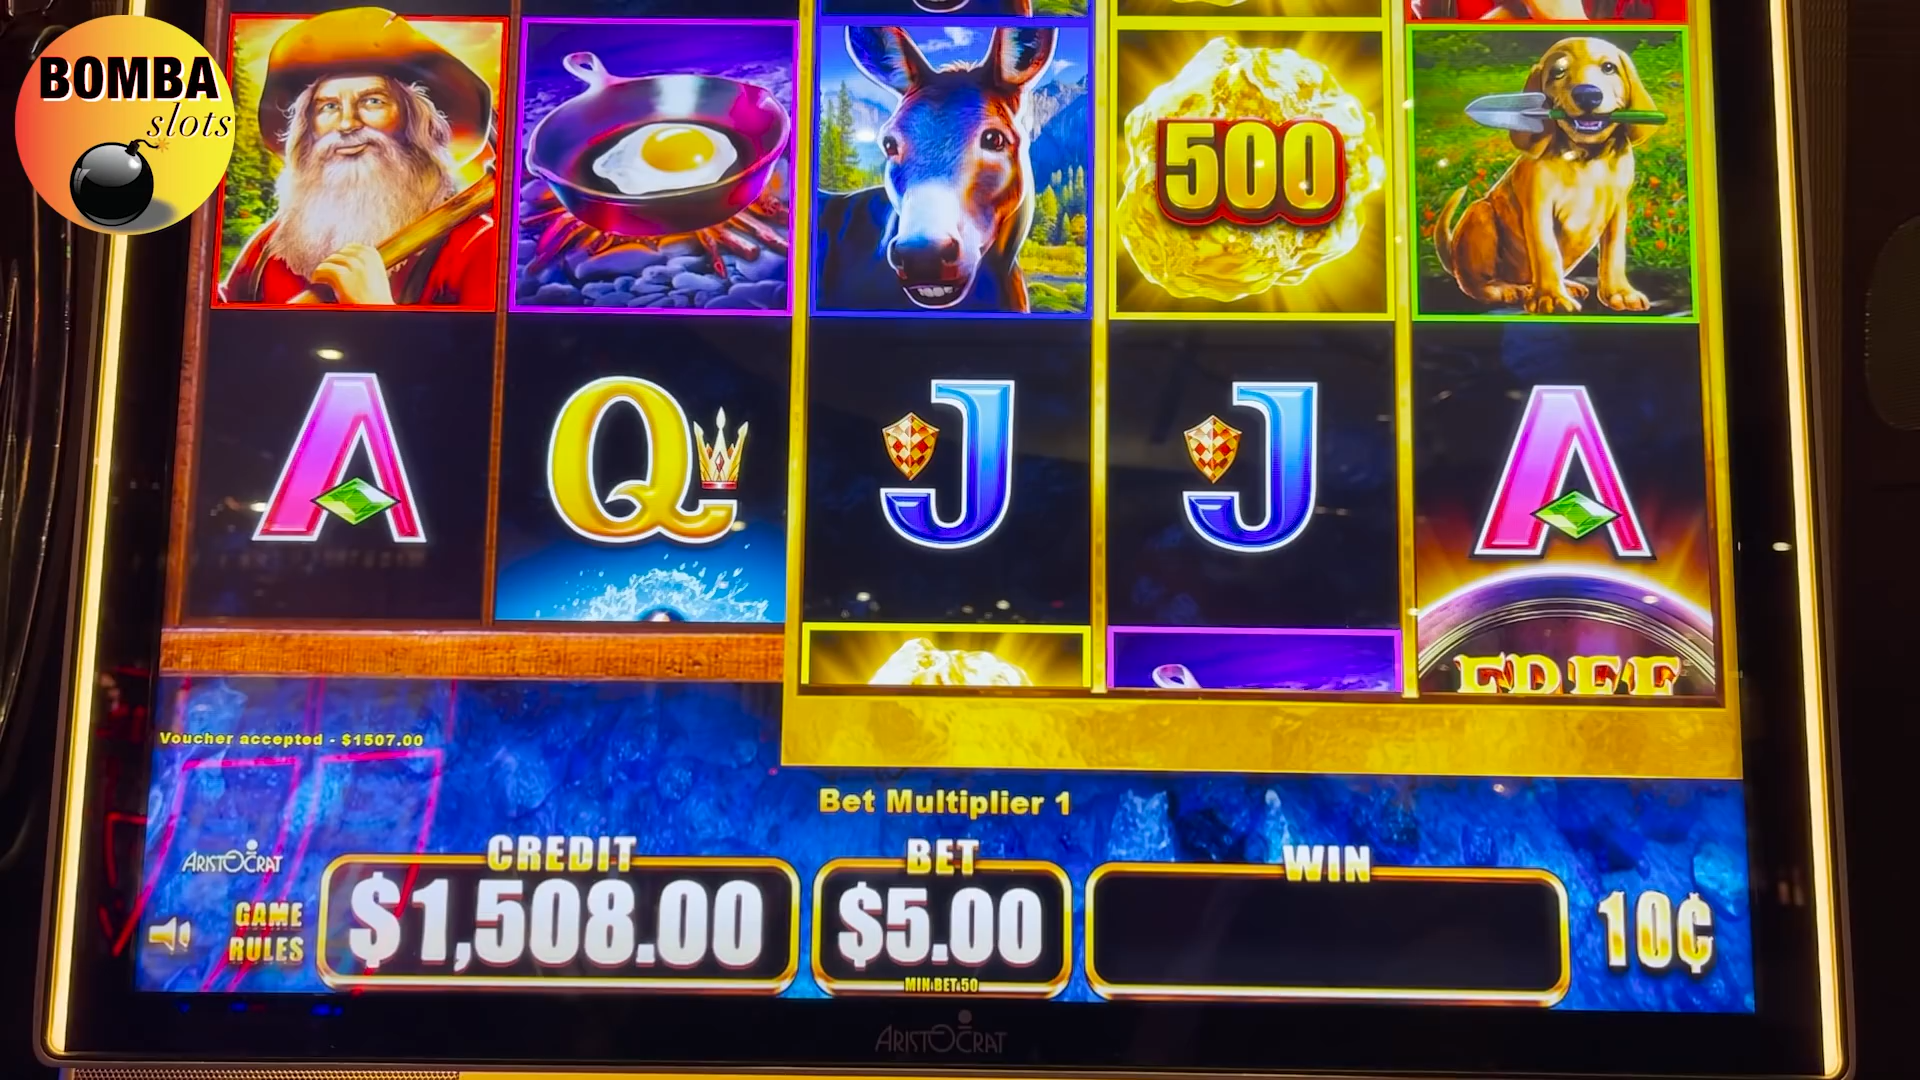 BOMBA
slots
500
A
Q
J
J
A
FREE
Voucher accepted - $1507.00
Bet Multiplier 1
ARISTOCRAT
CREDIT
BET
WIN
GAME
RULES
$1,508.00
$5.00
10¢
MIN BET 50
ARISTOCRAT